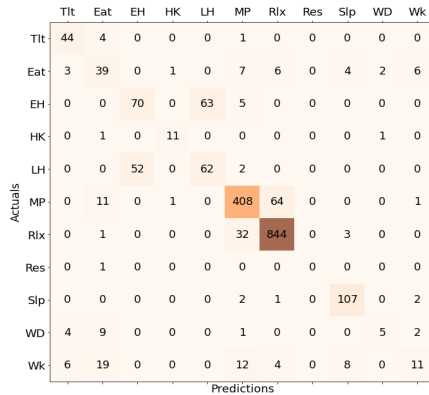 Tlt Eat EH HK LH MP Rlx Res Slp WD Wk
Tlt 44 4 0 0 0 1 0 0 0 0 0
Eat 3 39 0 1 0 7 6 0 4 2 6
EH 0 0 70 0 63 5 0 0 0 0 0
HK 0 1 0 11 0 0 0 0 0 1 0
LH 0 0 52 0 62 2 0 0 0 0 0
MP 0 11 0 1 0 408 64 0 0 0 1
Rlx 0 1 0 0 0 32 844 0 3 0 0
Res 0 1 0 0 0 0 0 0 0 0 0
Slp 0 0 0 0 0 2 1 0 107 0 2
WD 4 9 0 0 0 1 0 0 0 5 2
Wk 6 19 0 0 0 12 4 0 8 0 11
Actuals
Predictions